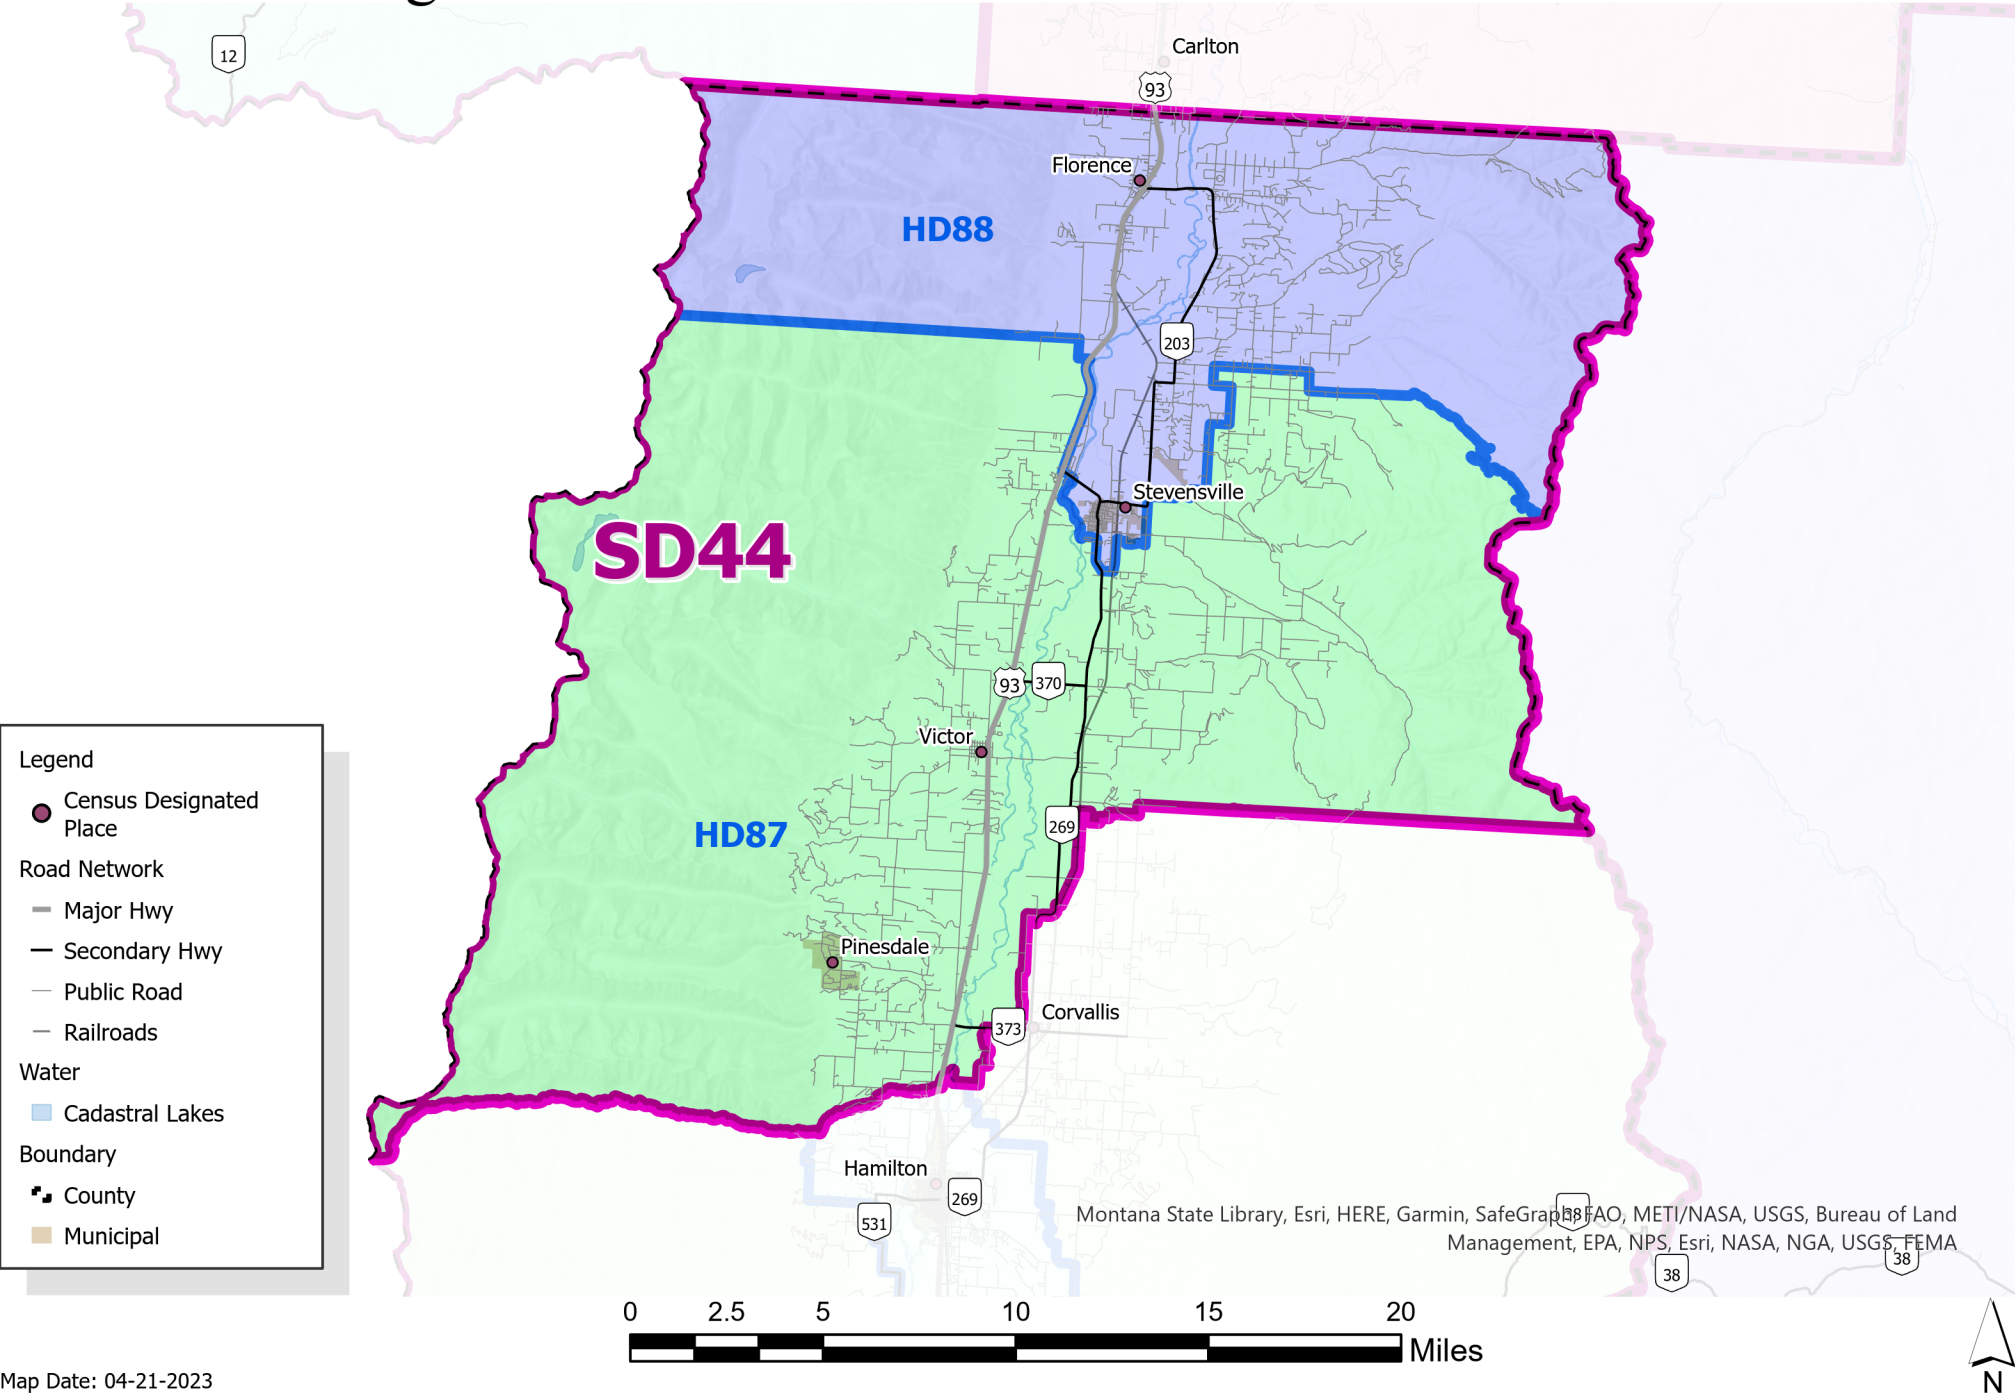 12
Carlton
93
Florence
HD88
203
Stevensville
SD44
93
370
Victor
269
HD87
Pinesdale
373
Corvallis
Hamilton
269
531
38
38
38
Legend
Census Designated
Place
Road Network
Major Hwy
Secondary Hwy
Public Road
Railroads
Water
Cadastral Lakes
Boundary
County
Municipal
Montana State Library, Esri, HERE, Garmin, SafeGraph, FAO, METI/NASA, USGS, Bureau of Land
Management, EPA, NPS, Esri, NASA, NGA, USGS, FEMA
0 2.5 5 10 15 20
Miles
N
Map Date: 04-21-2023